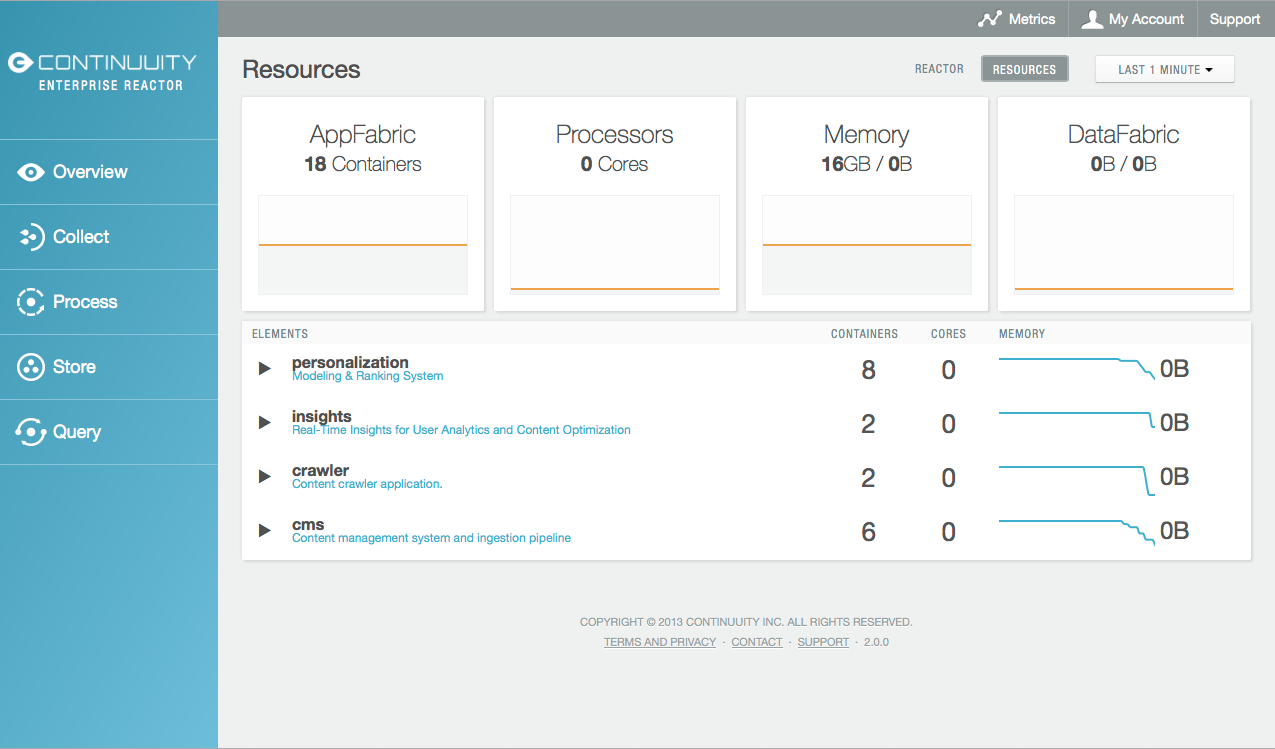 CONTINUUITY
ENTERPRISE REACTOR
Metrics My Account Support
Overview
Collect
Process
Store
Query
Resources
REACTOR RESOURCES LAST 1 MINUTE
AppFabric
18 Containers
Processors
0 Cores
Memory
16GB / 0B
DataFabric
0B / 0B
ELEMENTS CONTAINERS CORES MEMORY
personalization 8 0 0B
Modeling & Ranking System
insights 2 0 0B
Real-Time Insights for User Analytics and Content Optimization
crawler 2 0 0B
Content crawler application.
cms 6 0 0B
Content management system and ingestion pipeline
COPYRIGHT © 2013 CONTINUUITY INC. ALL RIGHTS RESERVED.
TERMS AND PRIVACY · CONTACT · SUPPORT · 2.0.0